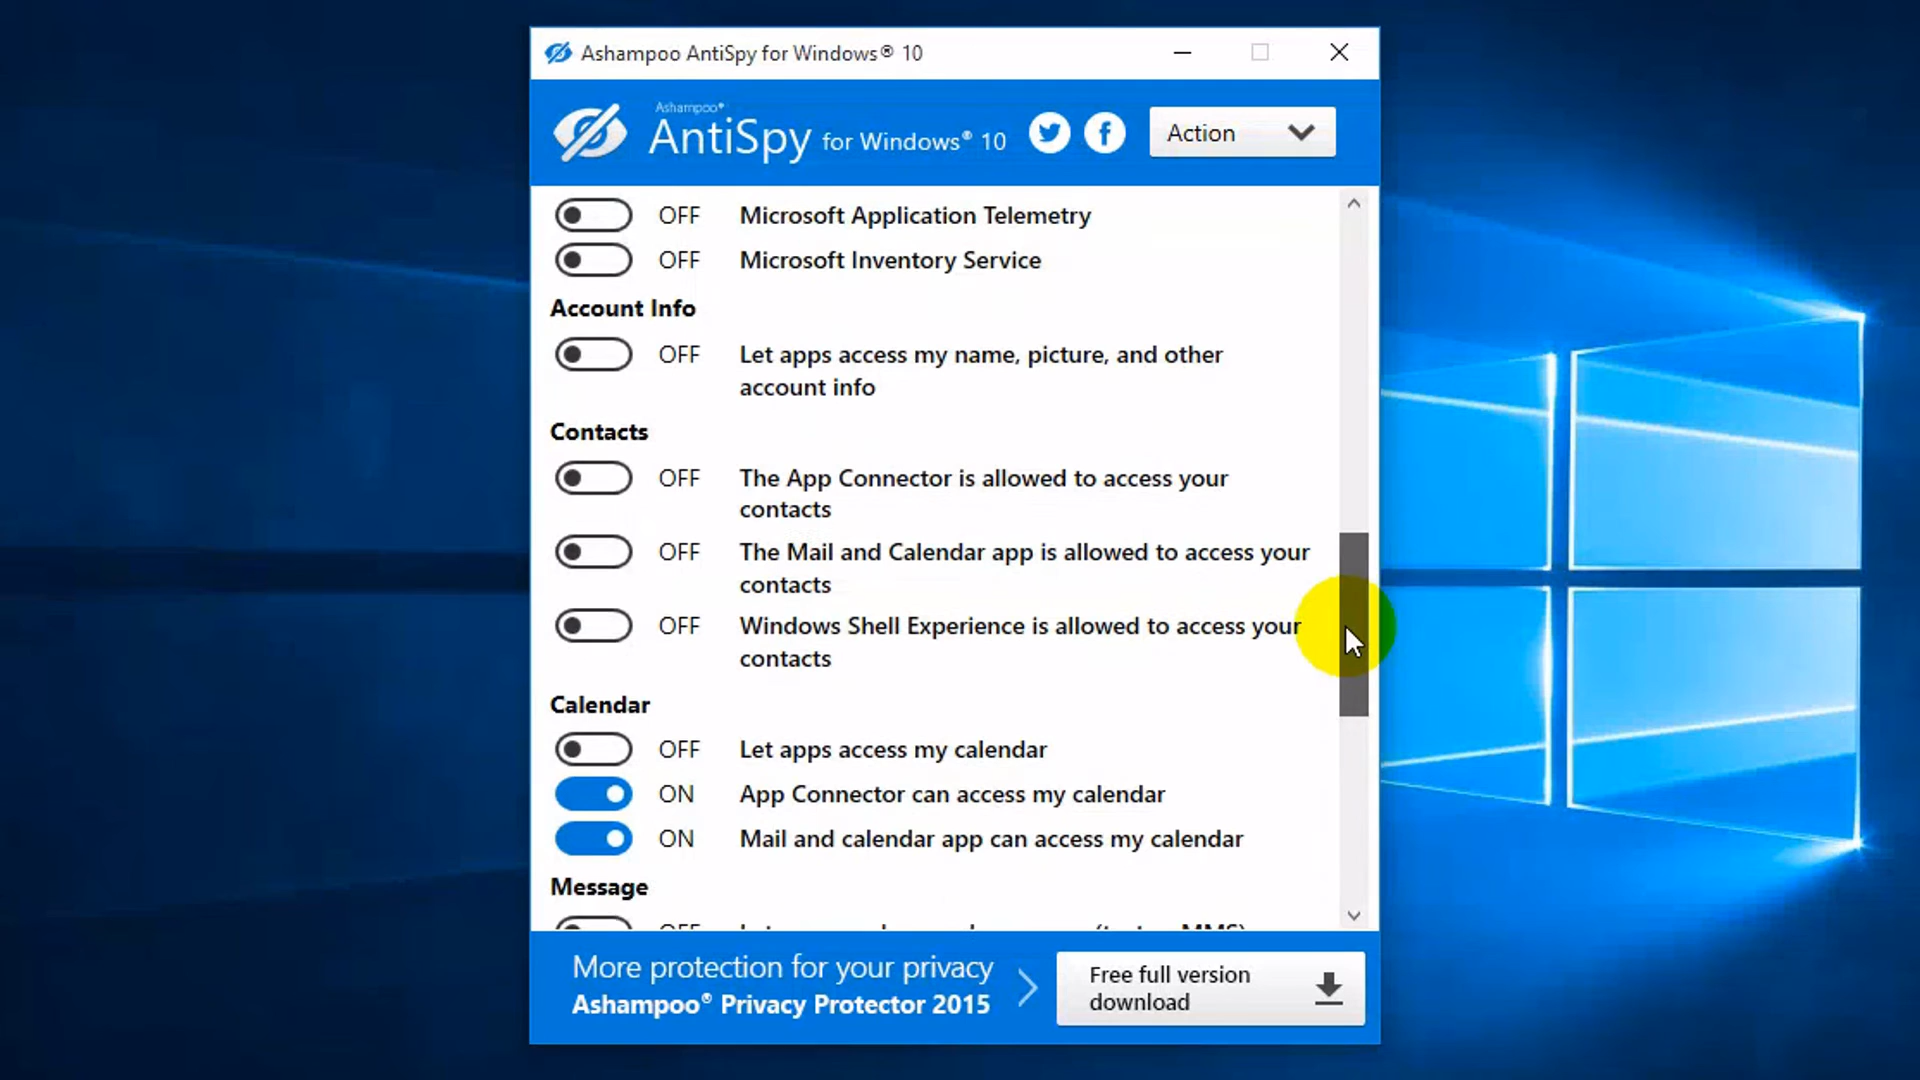 Ashampoo AntiSpy for Windows® 10
Ashampoo®
AntiSpy for Windows® 10
Action
OFF Microsoft Application Telemetry
OFF Microsoft Inventory Service
Account Info
OFF Let apps access my name, picture, and other
account info
Contacts
OFF The App Connector is allowed to access your
contacts
OFF The Mail and Calendar app is allowed to access your
contacts
OFF Windows Shell Experience is allowed to access your
contacts
Calendar
OFF Let apps access my calendar
ON App Connector can access my calendar
ON Mail and calendar app can access my calendar
Message
More protection for your privacy
Ashampoo® Privacy Protector 2015
Free full version
download